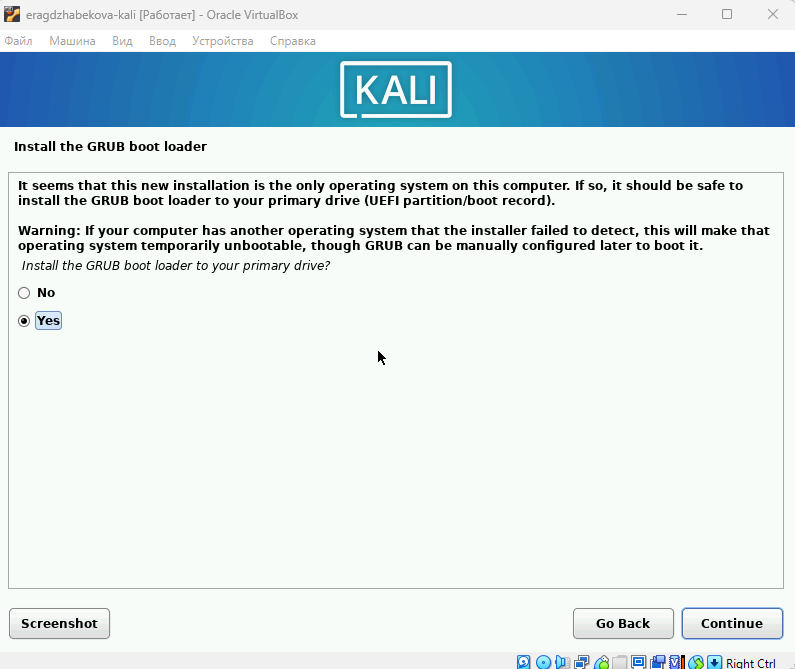 eragdzhabekova-kali [Работает] - Oracle VirtualBox
Файл Машина Вид Ввод Устройства Справка
KALI
Install the GRUB boot loader
It seems that this new installation is the only operating system on this computer. If so, it should be safe to
install the GRUB boot loader to your primary drive (UEFI partition/boot record).
Warning: If your computer has another operating system that the installer failed to detect, this will make that
operating system temporarily unbootable, though GRUB can be manually configured later to boot it.
Install the GRUB boot loader to your primary drive?
No
Yes
Screenshot Go Back Continue
Right Ctrl